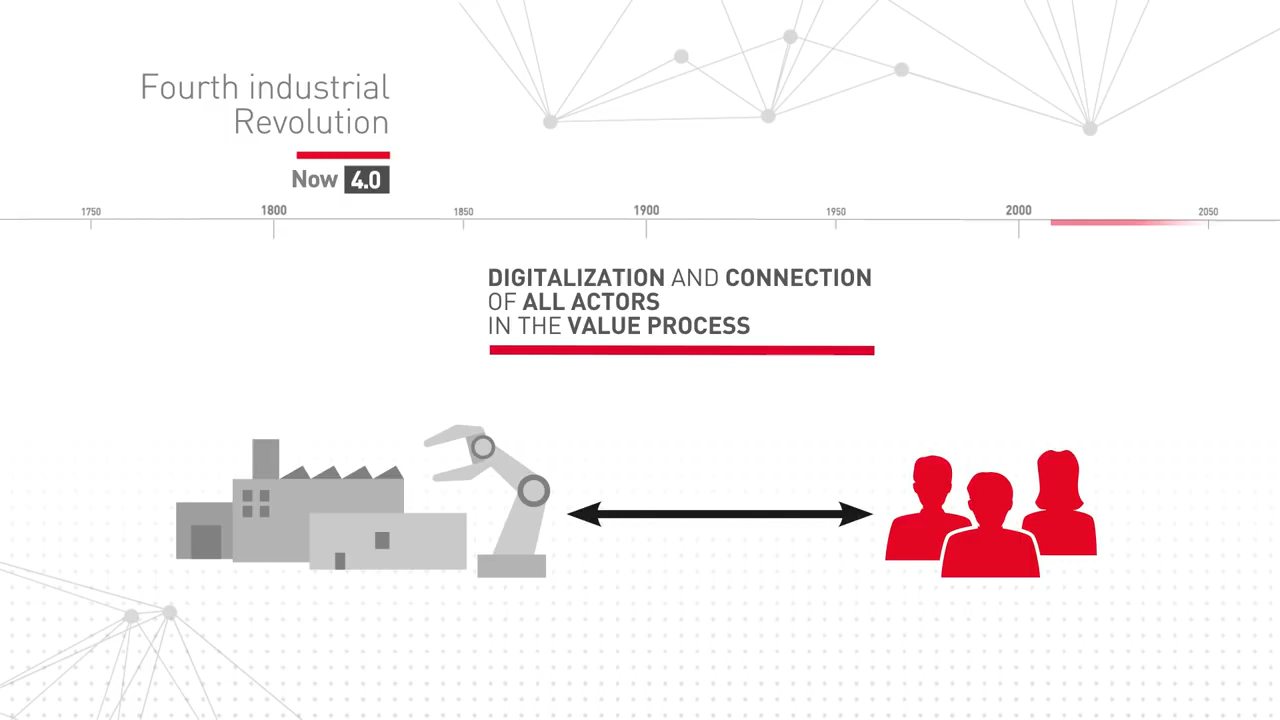 Fourth industrial
Revolution
Now 4.0
1750 1800 1850 1900 1950 2000 2050
DIGITALIZATION AND CONNECTION
OF ALL ACTORS
IN THE VALUE PROCESS